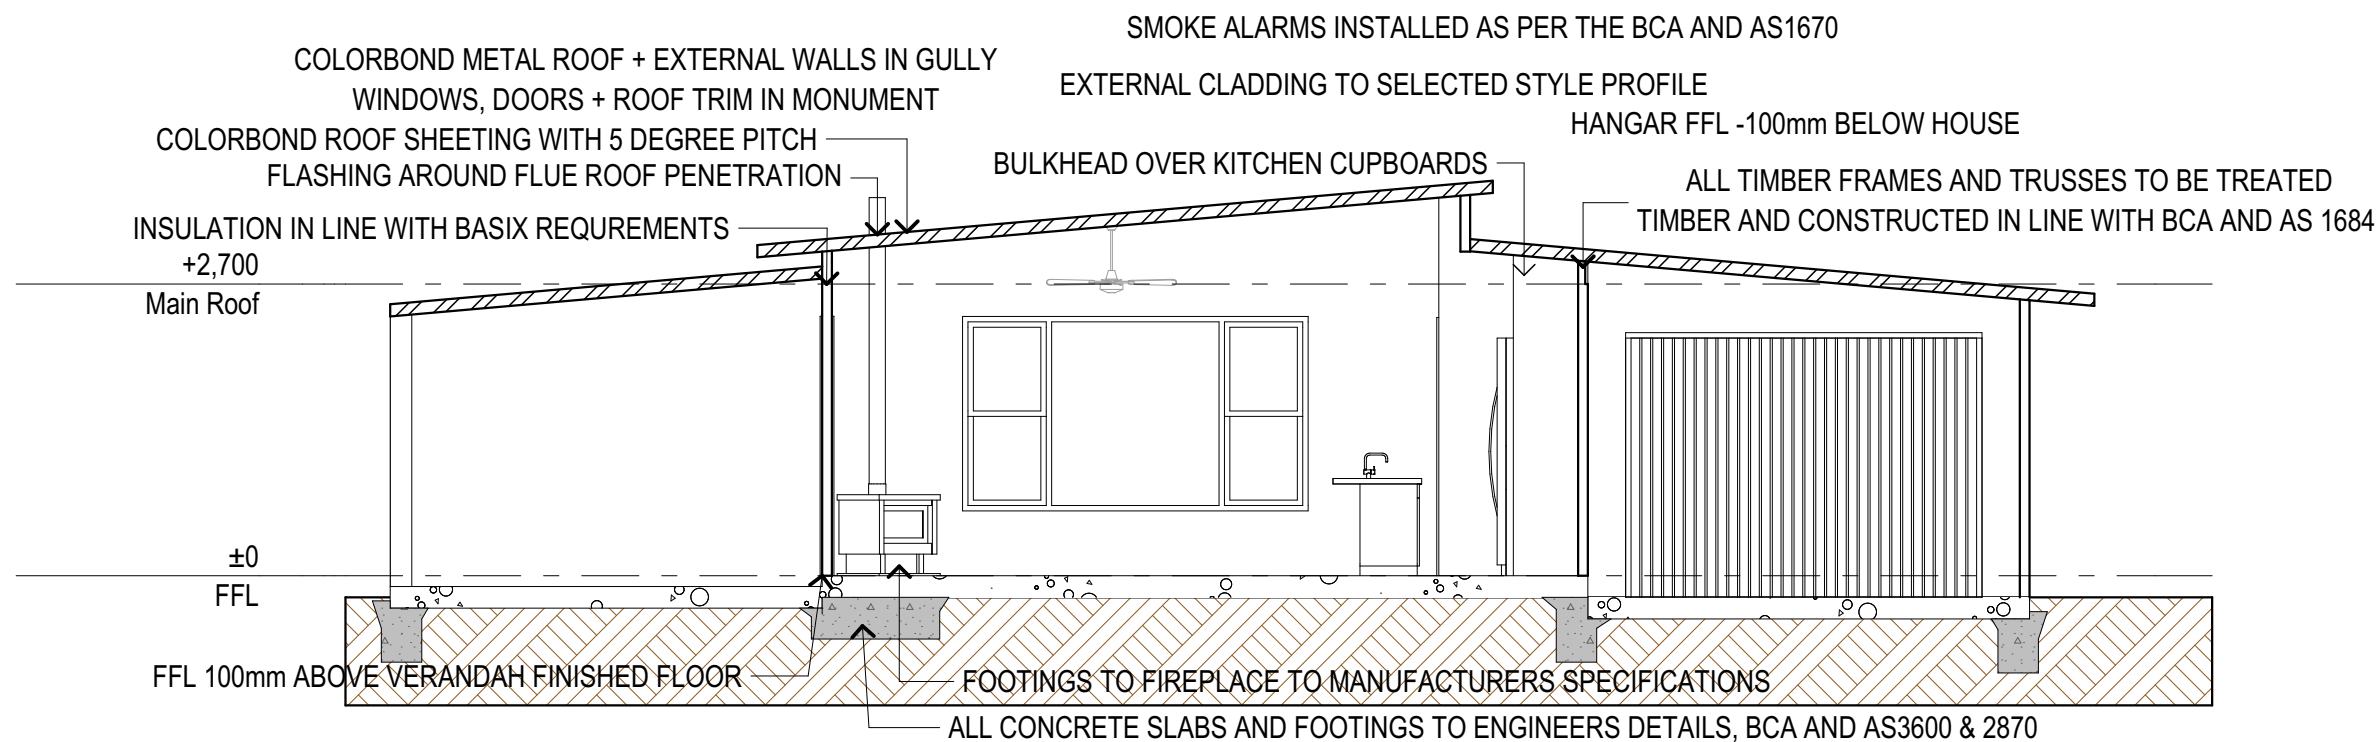 SMOKE ALARMS INSTALLED AS PER THE BCA AND AS1670
COLORBOND METAL ROOF + EXTERNAL WALLS IN GULLY
WINDOWS, DOORS + ROOF TRIM IN MONUMENT
EXTERNAL CLADDING TO SELECTED STYLE PROFILE
HANGAR FFL -100mm BELOW HOUSE
COLORBOND ROOF SHEETING WITH 5 DEGREE PITCH
BULKHEAD OVER KITCHEN CUPBOARDS
FLASHING AROUND FLUE ROOF PENETRATION
ALL TIMBER FRAMES AND TRUSSES TO BE TREATED
TIMBER AND CONSTRUCTED IN LINE WITH BCA AND AS 1684
INSULATION IN LINE WITH BASIX REQUREMENTS
+2,700
Main Roof
±0
FFL
FFL 100mm ABOVE VERANDAH FINISHED FLOOR
FOOTINGS TO FIREPLACE TO MANUFACTURERS SPECIFICATIONS
ALL CONCRETE SLABS AND FOOTINGS TO ENGINEERS DETAILS, BCA AND AS3600 & 2870